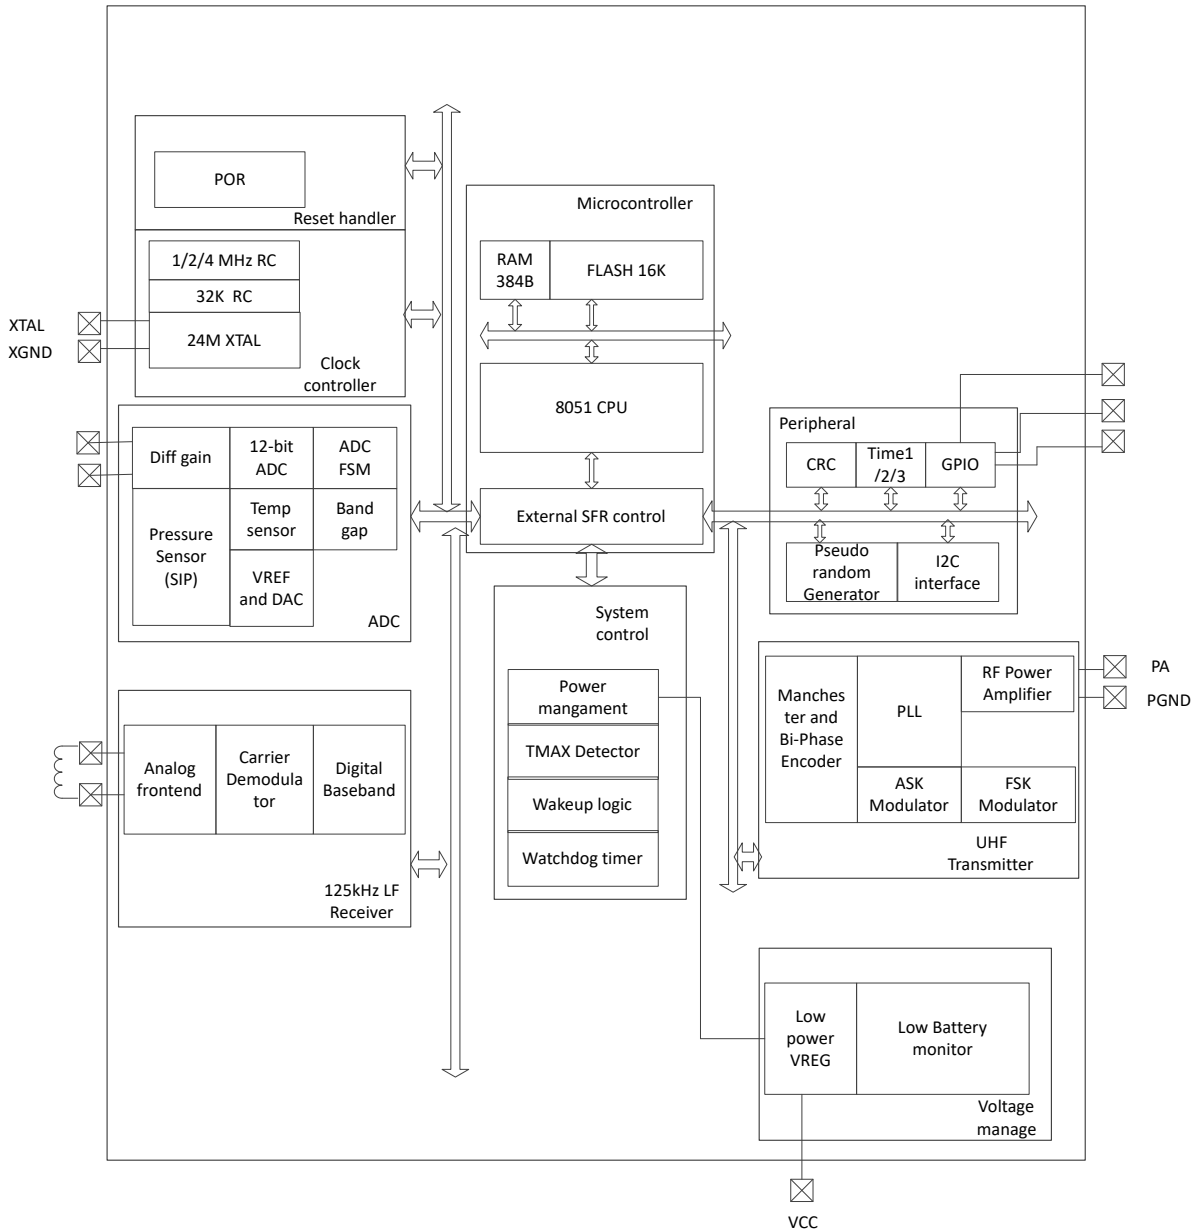 POR
Reset handler
1/2/4 MHz RC
32K RC
24M XTAL
Clock
controller
XTAL
XGND
Microcontroller
RAM
384B
FLASH 16K
8051 CPU
External SFR control
Diff gain
12-bit
ADC
ADC
FSM
Pressure
Sensor
(SIP)
Temp
sensor
Band
gap
VREF
and DAC
ADC
Peripheral
CRC
Time1
/2/3
GPIO
Pseudo
random
Generator
I2C
interface
System
control
Power
mangament
TMAX Detector
Wakeup logic
Watchdog timer
Analog
frontend
Carrier
Demodula
tor
Digital
Baseband
125kHz LF
Receiver
Manches
ter and
Bi-Phase
Encoder
PLL
RF Power
Amplifier
ASK
Modulator
FSK
Modulator
UHF
Transmitter
PA
PGND
Low
power
VREG
Low Battery
monitor
Voltage
manage
VCC